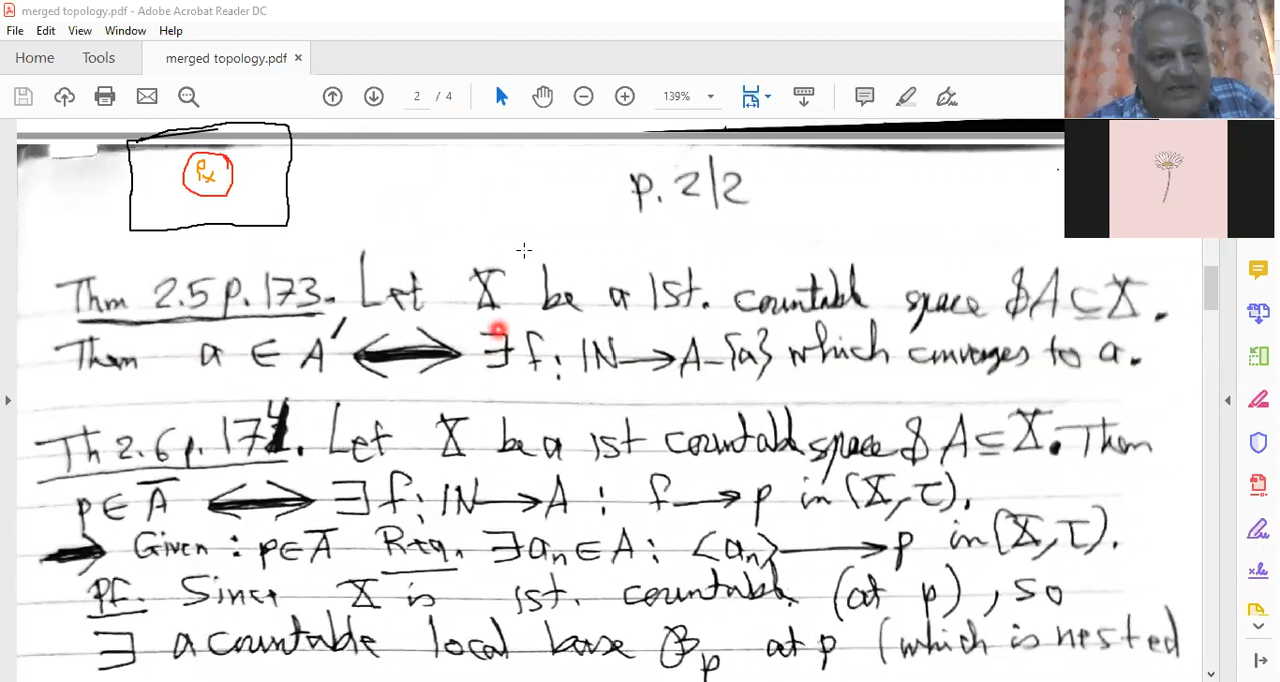 merged topology.pdf - Adobe Acrobat Reader DC
File Edit View Window Help
Home Tools merged topology.pdf ×
2 / 4 139%
Px
p. 2/2
Thm 2.5 p. 173. Let X be a 1st. countable space $ A ⊆ X.
Then a ∈ A′ ⟺ ∃ f: IN → A-{a} which converges to a.
Th 2.6 p. 174. Let X be a 1st countable space $ A ⊆ X. Then
p ∈ A̅ ⟺ ∃ f: IN → A : f → p in (X, τ).
→ Given : p ∈ A̅ Req. ∃ aₙ ∈ A : <aₙ> → p in (X, τ).
Pf. Since X is 1st. countable (at p), so
∃ a countable local base ℬₚ at p (which is nested